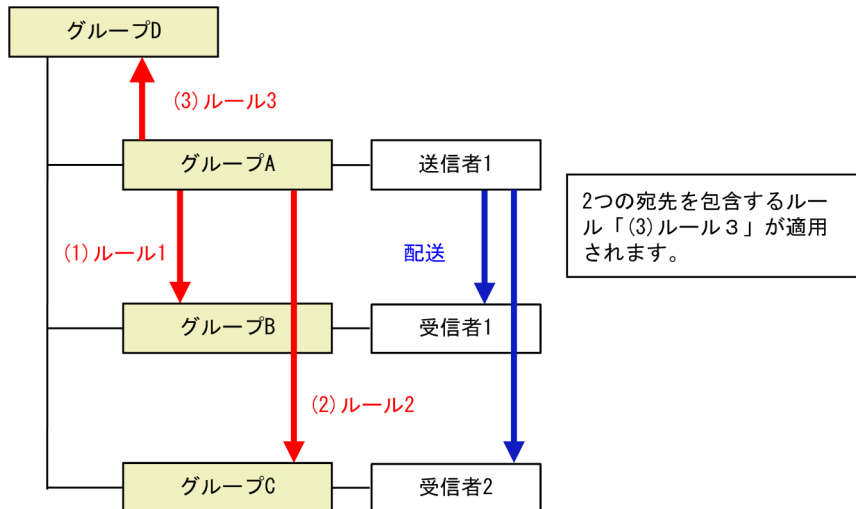 グループD
(3)ルール3
グループA
送信者1
2つの宛先を包含するルー
ル「(3)ルール３」が適用
されます。
(1)ルール1
配送
グループB
受信者1
(2)ルール2
グループC
受信者2